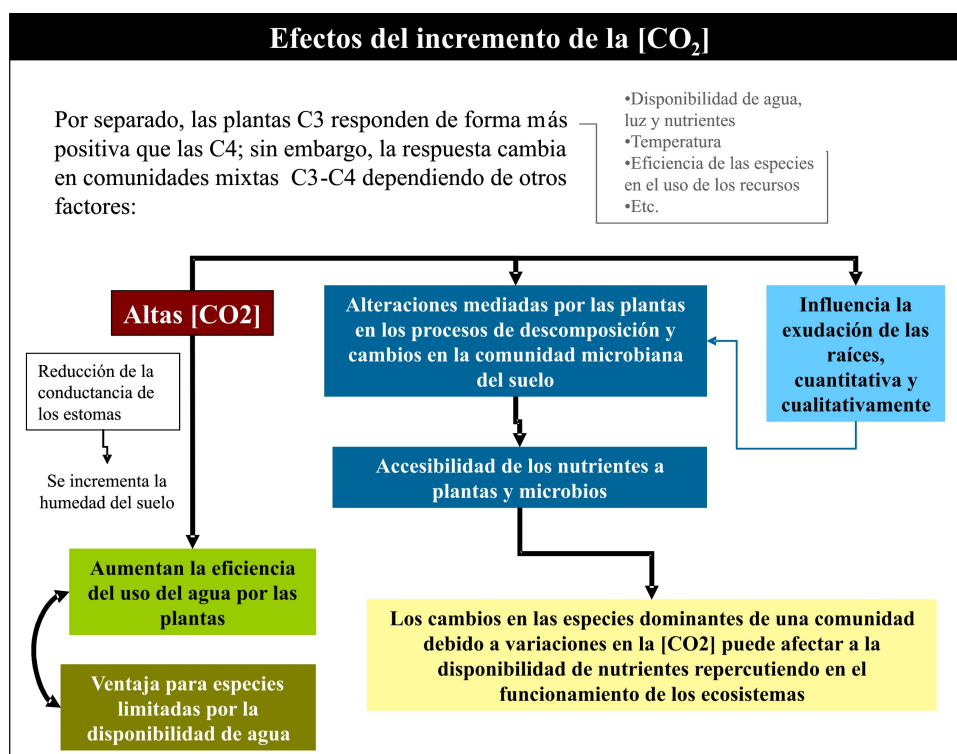 Efectos del incremento de la [CO₂]
Por separado, las plantas C3 responden de forma más
positiva que las C4; sin embargo, la respuesta cambia
en comunidades mixtas C3-C4 dependiendo de otros
factores:
•Disponibilidad de agua,
luz y nutrientes
•Temperatura
•Eficiencia de las especies
en el uso de los recursos
•Etc.
Altas [CO2]
Reducción de la
conductancia de
los estomas
Se incrementa la
humedad del suelo
Aumentan la eficiencia
del uso del agua por las
plantas
Ventaja para especies
limitadas por la
disponibilidad de agua
Alteraciones mediadas por las plantas
en los procesos de descomposición y
cambios en la comunidad microbiana
del suelo
Accesibilidad de los nutrientes a
plantas y microbios
Influencia la
exudación de las
raíces,
cuantitativa y
cualitativamente
Los cambios en las especies dominantes de una comunidad
debido a variaciones en la [CO2] puede afectar a la
disponibilidad de nutrientes repercutiendo en el
funcionamiento de los ecosistemas